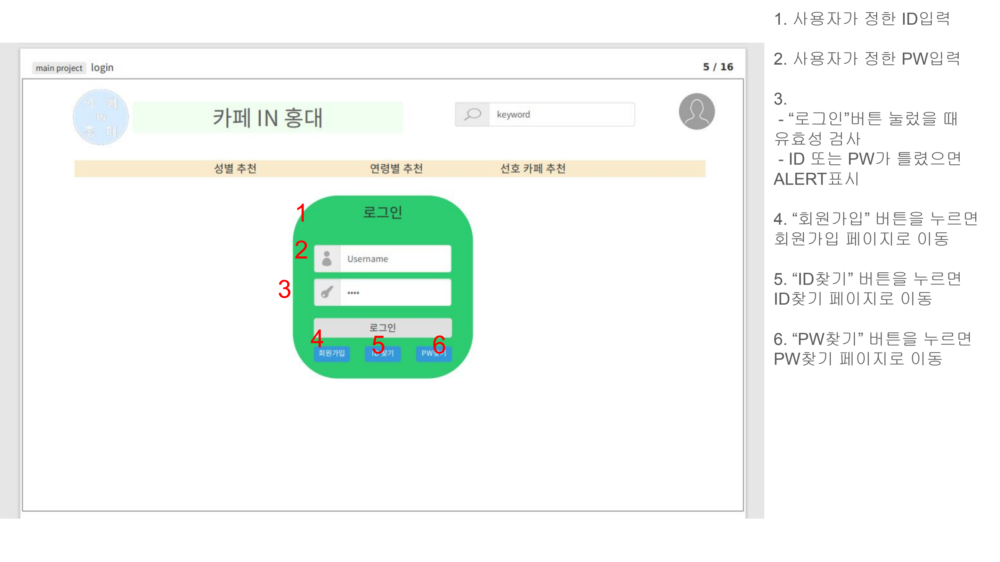 main project login
5 / 16
카 페
IN
홍 대
카페 IN 홍대
keyword
성별 추천 연령별 추천 선호 카페 추천
1
로그인
2
Username
3
••••
로그인
4
5
6
회원가입
ID 찾기
PW찾기
1. 사용자가 정한 ID입력
2. 사용자가 정한 PW입력
3.
- “로그인”버튼 눌렀을 때
유효성 검사
- ID 또는 PW가 틀렸으면
ALERT표시
4. “회원가입” 버튼을 누르면
회원가입 페이지로 이동
5. “ID찾기” 버튼을 누르면
ID찾기 페이지로 이동
6. “PW찾기” 버튼을 누르면
PW찾기 페이지로 이동